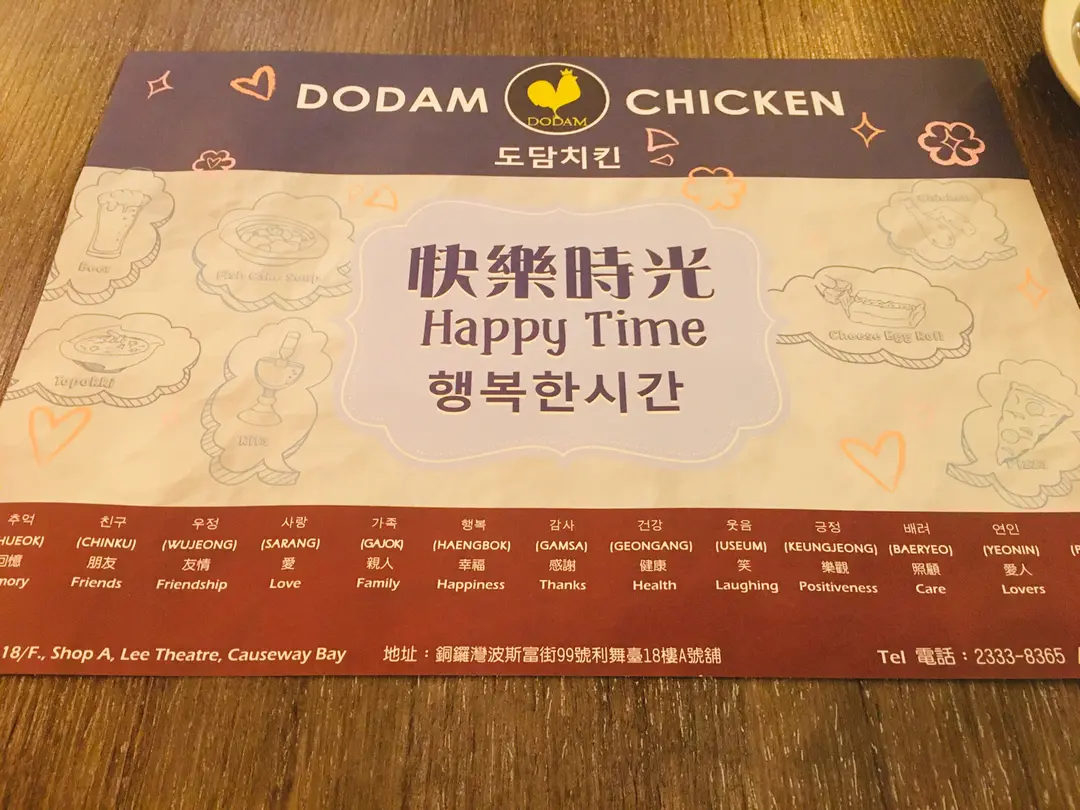 DODAM CHICKEN
DODAM
도담치킨
Beer
Fish Cake Soup
Topokki
快樂時光
Happy Time
행복한시간
Cheese Egg Roll
Pizza
추억 친구 우정 사랑 가족 행복 감사 건강 웃음 긍정 배려 연인
HUEOK) (CHINKU) (WUJEONG) (SARANG) (GAJOK) (HAENGBOK) (GAMSA) (GEONGANG) (USEUM) (KEUNGJEONG) (BAERYEO) (YEONIN) (P
回憶 朋友 友情 愛 親人 幸福 感謝 健康 笑 樂觀 照顧 愛人
mory Friends Friendship Love Family Happiness Thanks Health Laughing Positiveness Care Lovers
18/F., Shop A, Lee Theatre, Causeway Bay 地址：銅鑼灣波斯富街99號利舞臺18樓A號舖 Tel 電話：2333-8365 /